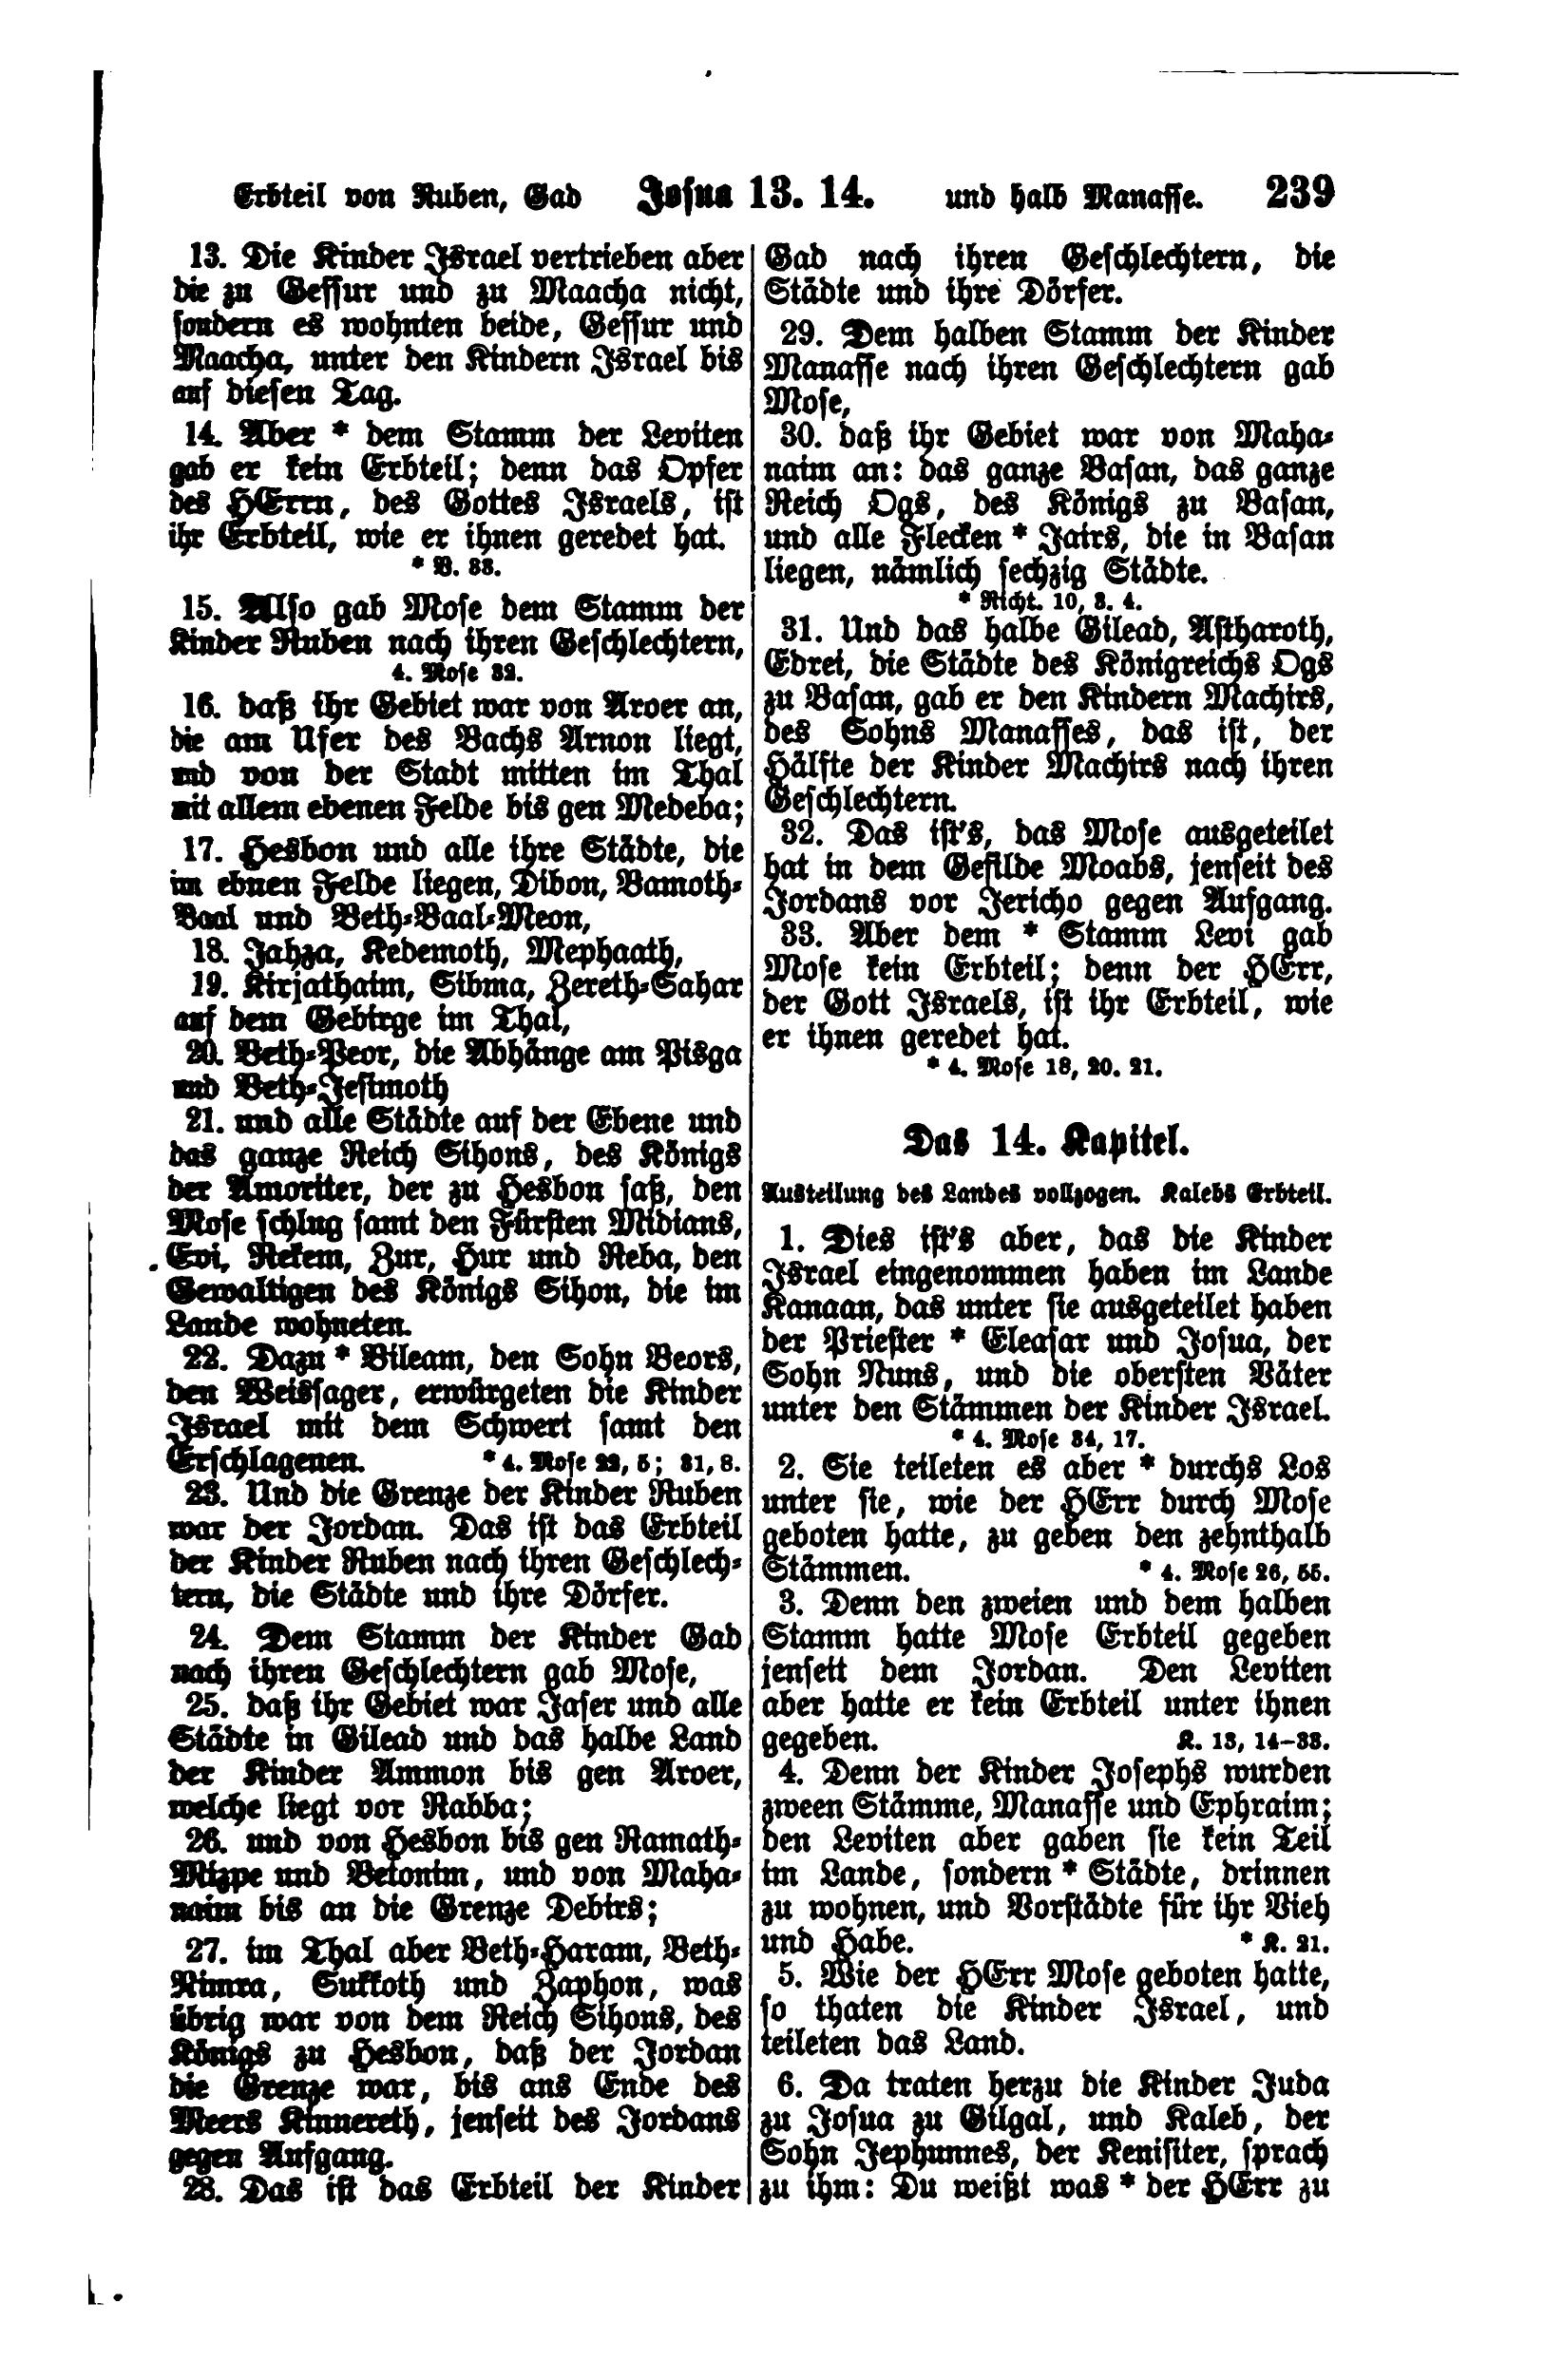 Erbteil von Ruben, Gad Josua 13. 14. und halb Manasse. 239
13. Die Kinder Israel vertrieben aber
die zu Gessur und zu Maacha nicht,
sondern es wohnten beide, Gessur und
Maacha, unter den Kindern Israel bis
auf diesen Tag.
14. Aber * dem Stamm der Leviten
gab er kein Erbteil; denn das Opfer
des HErrn, des Gottes Israels, ist
ihr Erbteil, wie er ihnen geredet hat.
* V. 33.
15. Also gab Mose dem Stamm der
Kinder Ruben nach ihren Geschlechtern,
4. Mose 32.
16. daß ihr Gebiet war von Aroer an,
die am Ufer des Bachs Arnon liegt,
und von der Stadt mitten im Thal
mit allem ebenen Felde bis gen Medeba;
17. Hesbon und alle ihre Städte, die
im ebnen Felde liegen, Dibon, Bamoth-
Baal und Beth-Baal-Meon,
18. Jahza, Kedemoth, Mephaath,
19. Kirjathaim, Sibma, Zereth-Sahar
auf dem Gebirge im Thal,
20. Beth-Peor, die Abhänge am Pisga
und Beth-Jesimoth
21. und alle Städte auf der Ebene und
das ganze Reich Sihons, des Königs
der Amoriter, der zu Hesbon saß, den
Mose schlug samt den Fürsten Midians,
Evi, Rekem, Zur, Hur und Reba, den
Gewaltigen des Königs Sihon, die im
Lande wohneten.
22. Dazu * Bileam, den Sohn Beors,
den Weissager, erwürgeten die Kinder
Israel mit dem Schwert samt den
Erschlagenen. * 4. Mose 22, 5; 31, 8.
23. Und die Grenze der Kinder Ruben
war der Jordan. Das ist das Erbteil
der Kinder Ruben nach ihren Geschlech-
tern, die Städte und ihre Dörfer.
24. Dem Stamm der Kinder Gad
nach ihren Geschlechtern gab Mose,
25. daß ihr Gebiet war Jaser und alle
Städte in Gilead und das halbe Land
der Kinder Ammon bis gen Aroer,
welche liegt vor Rabba;
26. und von Hesbon bis gen Ramath-
Mizpe und Betonim, und von Maha-
naim bis an die Grenze Debirs;
27. im Thal aber Beth-Haram, Beth-
Nimra, Sukkoth und Zaphon, was
übrig war von dem Reich Sihons, des
Königs zu Hesbon, daß der Jordan
die Grenze war, bis ans Ende des
Meers Kinnereth, jenseit des Jordans
gegen Aufgang.
28. Das ist das Erbteil der Kinder
Gad nach ihren Geschlechtern, die
Städte und ihre Dörfer.
29. Dem halben Stamm der Kinder
Manasse nach ihren Geschlechtern gab
Mose,
30. daß ihr Gebiet war von Maha-
naim an: das ganze Basan, das ganze
Reich Ogs, des Königs zu Basan,
und alle Flecken * Jairs, die in Basan
liegen, nämlich sechzig Städte.
* Richt. 10, 3. 4.
31. Und das halbe Gilead, Astharoth,
Edrei, die Städte des Königreichs Ogs
zu Basan, gab er den Kindern Machirs,
des Sohns Manasses, das ist, der
Hälfte der Kinder Machirs nach ihren
Geschlechtern.
32. Das ist's, das Mose ausgeteilet
hat in dem Gefilde Moabs, jenseit des
Jordans vor Jericho gegen Aufgang.
33. Aber dem * Stamm Levi gab
Mose kein Erbteil; denn der HErr,
der Gott Israels, ist ihr Erbteil, wie
er ihnen geredet hat.
* 4. Mose 18, 20. 21.
Das 14. Kapitel.
Austeilung des Landes vollzogen. Kalebs Erbteil.
1. Dies ist's aber, das die Kinder
Israel eingenommen haben im Lande
Kanaan, das unter sie ausgeteilet haben
der Priester * Eleasar und Josua, der
Sohn Nuns, und die obersten Väter
unter den Stämmen der Kinder Israel.
* 4. Mose 34, 17.
2. Sie teileten es aber * durchs Los
unter sie, wie der HErr durch Mose
geboten hatte, zu geben den zehnthalb
Stämmen. * 4. Mose 26, 55.
3. Denn den zweien und dem halben
Stamm hatte Mose Erbteil gegeben
jenseit dem Jordan. Den Leviten
aber hatte er kein Erbteil unter ihnen
gegeben. K. 13, 14-33.
4. Denn der Kinder Josephs wurden
zween Stämme, Manasse und Ephraim;
den Leviten aber gaben sie kein Teil
im Lande, sondern * Städte, drinnen
zu wohnen, und Vorstädte für ihr Vieh
und Habe. * K. 21.
5. Wie der HErr Mose geboten hatte,
so thaten die Kinder Israel, und
teileten das Land.
6. Da traten herzu die Kinder Juda
zu Josua zu Gilgal, und Kaleb, der
Sohn Jephunnes, der Kenisiter, sprach
zu ihm: Du weißt was * der HErr zu